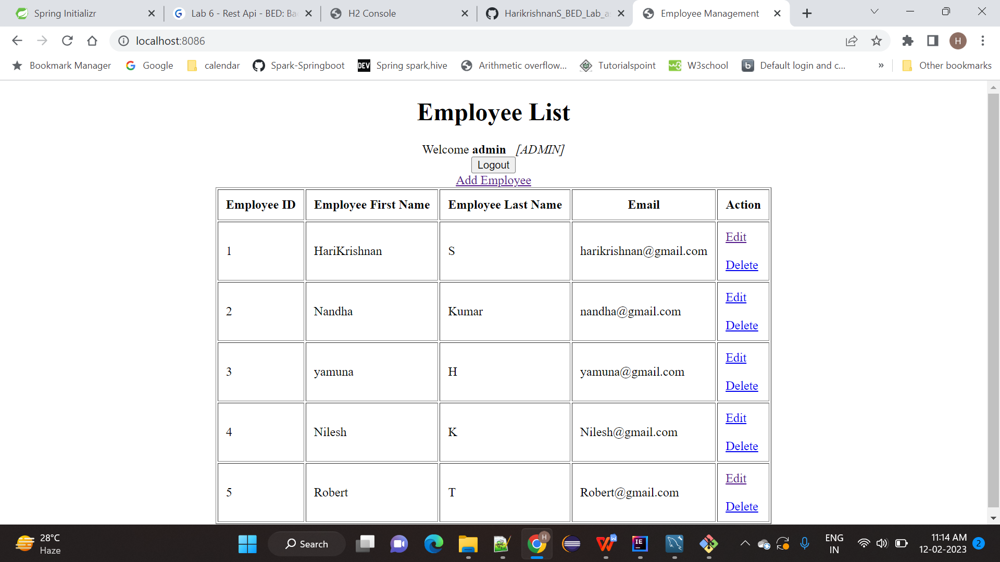 Spring Initializr
Lab 6 - Rest Api - BED: Ba
H2 Console
HarikrishnanS_BED_Lab_a
Employee Management
localhost:8086
H
Bookmark Manager
Google
calendar
Spark-Springboot
DEV
Spring spark,hive
Arithmetic overflow...
Tutorialspoint
W3school
Default login and c...
»
Other bookmarks
Employee List
Welcome admin [ADMIN]
Logout
Add Employee
Employee ID Employee First Name Employee Last Name Email Action
1 HariKrishnan S harikrishnan@gmail.com Edit
Delete
2 Nandha Kumar nandha@gmail.com Edit
Delete
3 yamuna H yamuna@gmail.com Edit
Delete
4 Nilesh K Nilesh@gmail.com Edit
Delete
5 Robert T Robert@gmail.com Edit
Delete
28°C
Haze
Search
H
W
IE
ENG
IN
11:14 AM
12-02-2023
2